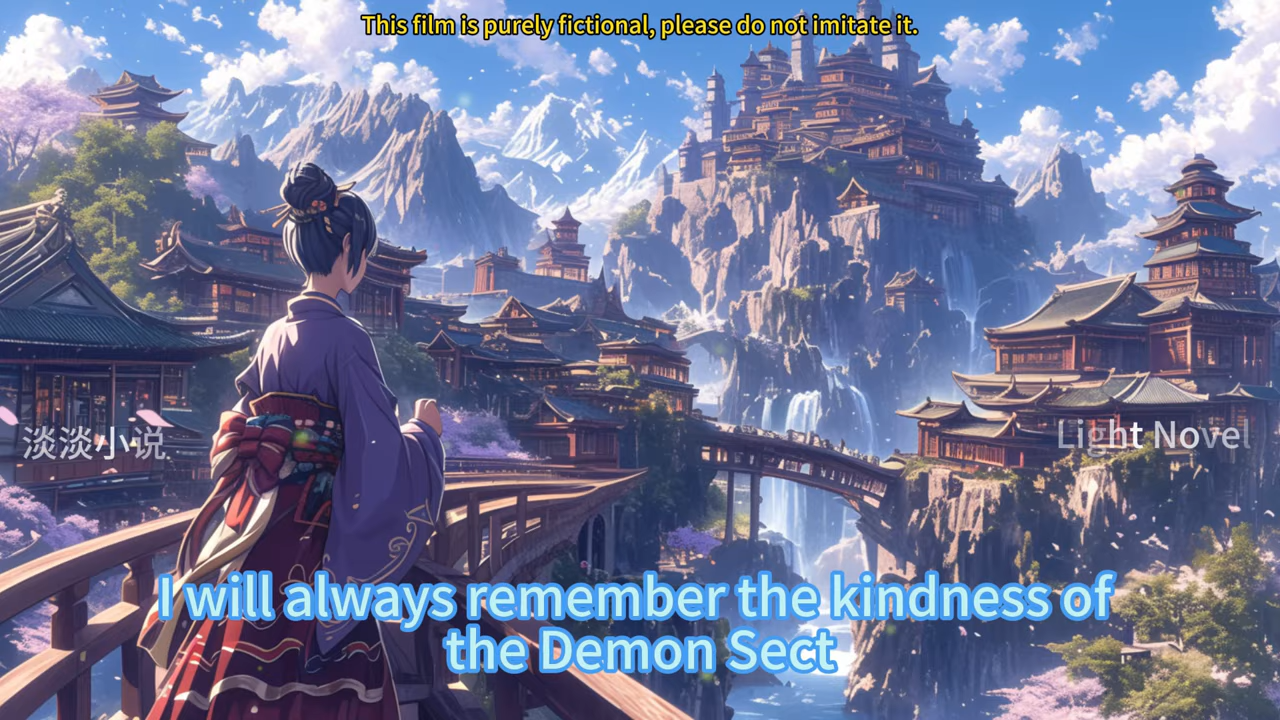 This film is purely fictional, please do not imitate it.
淡淡小说
Light Novel
I will always remember the kindness of
the Demon Sect